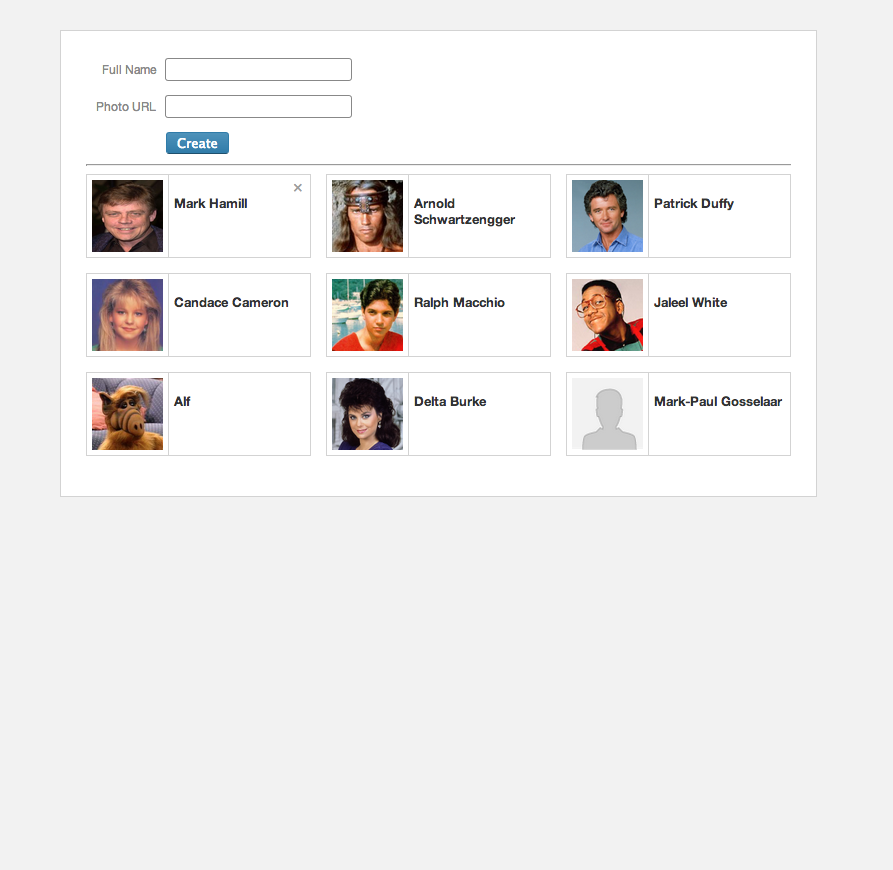 Full Name
Photo URL
Create
Mark Hamill
×
Arnold
Schwartzengger
Patrick Duffy
Candace Cameron
Ralph Macchio
Jaleel White
Alf
Delta Burke
Mark-Paul Gosselaar